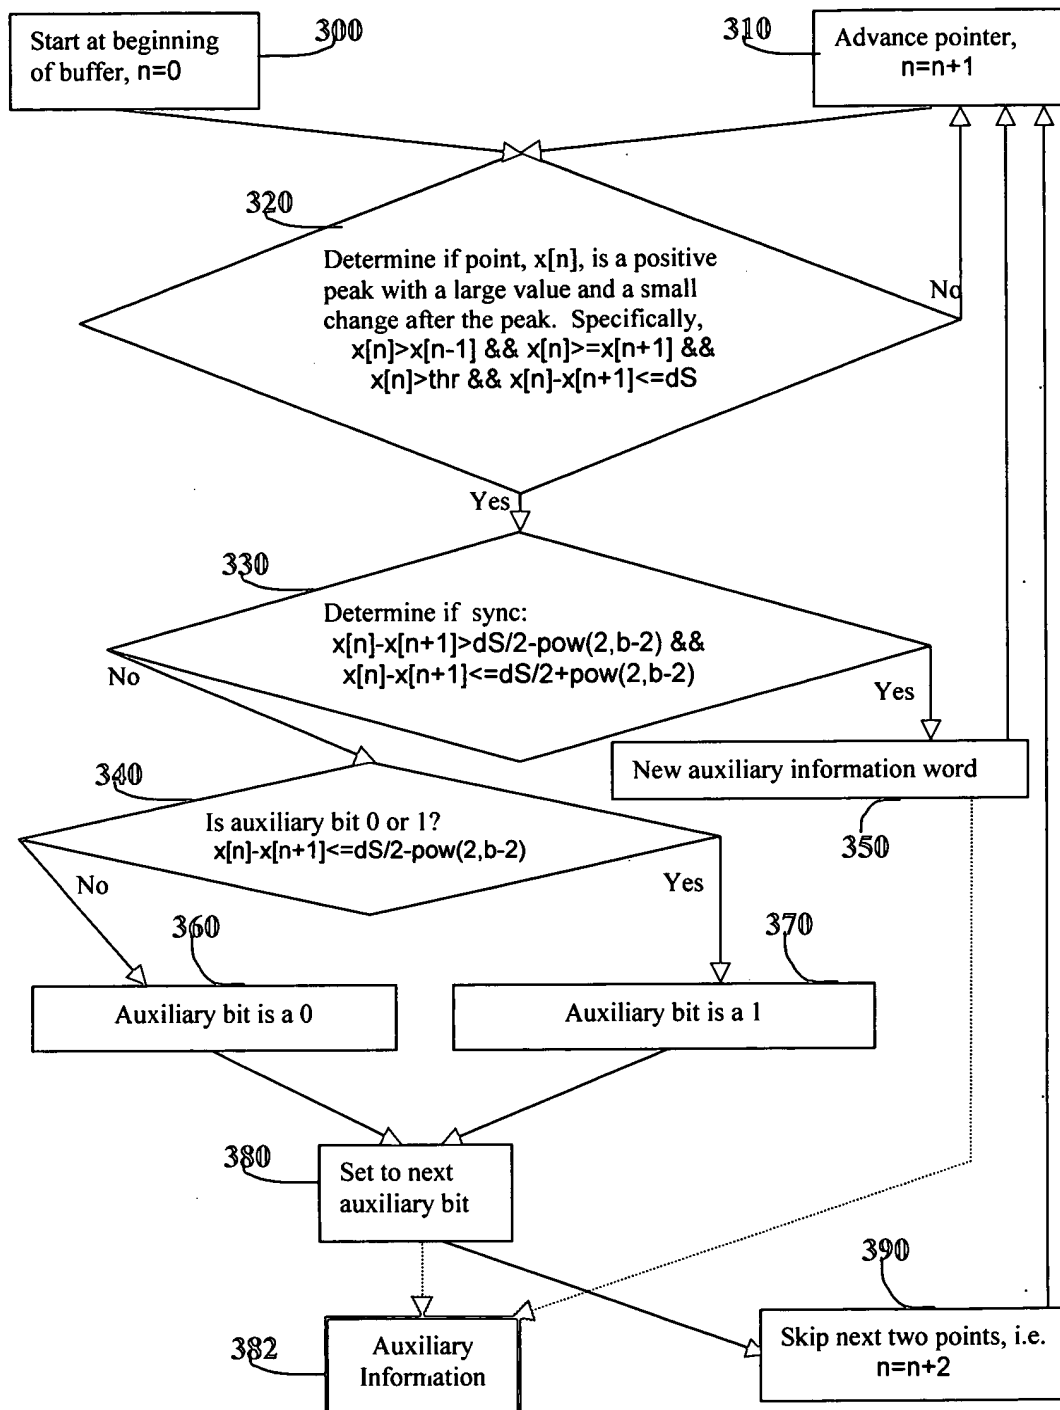 Start at beginning
of buffer, n=0
300
310
Advance pointer,
n=n+1
320
Determine if point, x[n], is a positive
peak with a large value and a small
change after the peak. Specifically,
x[n]>x[n-1] && x[n]>=x[n+1] &&
x[n]>thr && x[n]-x[n+1]<=dS
No
Yes
330
Determine if sync:
x[n]-x[n+1]>dS/2-pow(2,b-2) &&
x[n]-x[n+1]<=dS/2+pow(2,b-2)
No
Yes
340
New auxiliary information word
350
Is auxiliary bit 0 or 1?
x[n]-x[n+1]<=dS/2-pow(2,b-2)
No
Yes
360
370
Auxiliary bit is a 0
Auxiliary bit is a 1
380
Set to next
auxiliary bit
390
382
Auxiliary
Information
Skip next two points, i.e.
n=n+2